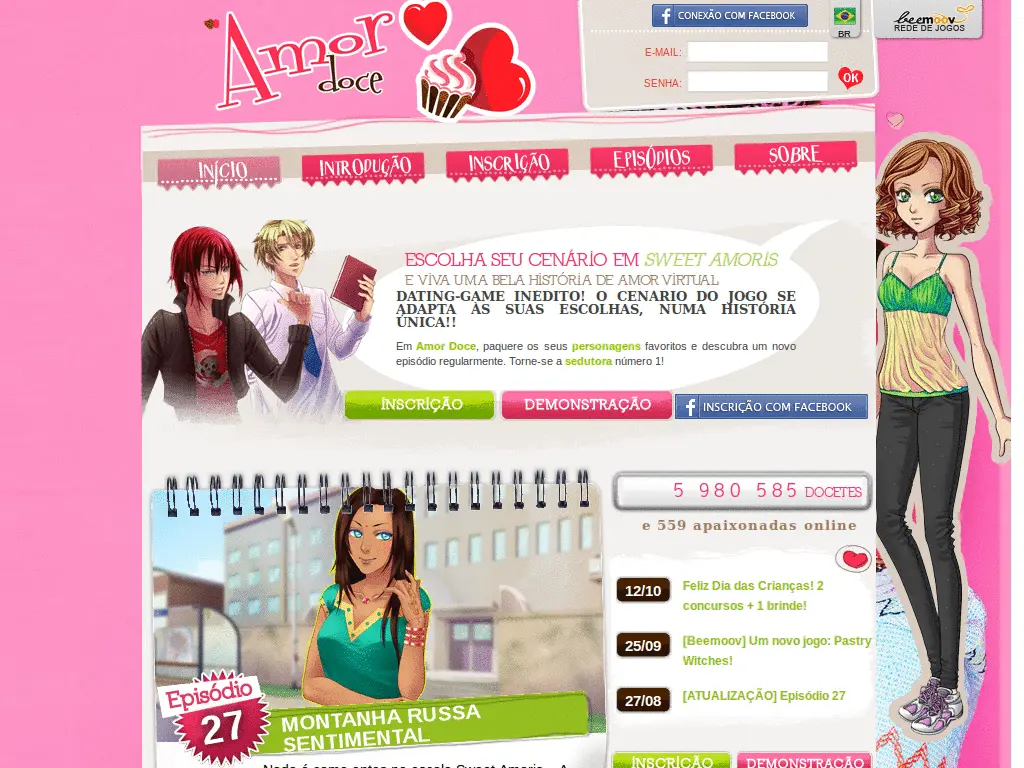 Amor
doce
CONEXÃO COM FACEBOOK
BR
beemoov
REDE DE JOGOS
E-MAIL:
SENHA:
OK
INÍCIO
INTRODUÇÃO
INSCRIÇÃO
EPISÓDIOS
SOBRE
ESCOLHA SEU CENÁRIO EM SWEET AMORIS
E VIVA UMA BELA HISTÓRIA DE AMOR VIRTUAL
DATING-GAME INEDITO! O CENARIO DO JOGO SE
ADAPTA ÀS SUAS ESCOLHAS, NUMA HISTÓRIA
ÚNICA!!
Em Amor Doce, paquere os seus personagens favoritos e descubra um novo
episódio regularmente. Torne-se a sedutora número 1!
INSCRIÇÃO
DEMONSTRAÇÃO
INSCRIÇÃO COM FACEBOOK
5 980 585 DOCETES
e 559 apaixonadas online
12/10
Feliz Dia das Crianças! 2
concursos + 1 brinde!
25/09
[Beemoov] Um novo jogo: Pastry
Witches!
27/08
[ATUALIZAÇÃO] Episódio 27
Episódio
27
MONTANHA RUSSA
SENTIMENTAL
INSCRIÇÃO
DEMONSTRAÇÃO
Nada é como antes na escola Sweet Amoris... A